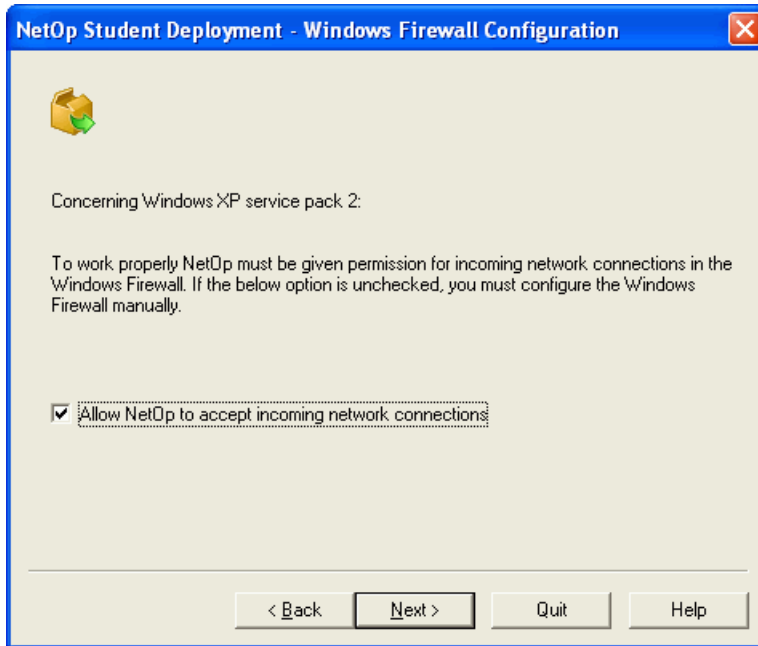 NetOp Student Deployment - Windows Firewall Configuration
Concerning Windows XP service pack 2:
To work properly NetOp must be given permission for incoming network connections in the
Windows Firewall. If the below option is unchecked, you must configure the Windows
Firewall manually.
Allow NetOp to accept incoming network connections
< Back Next > Quit Help